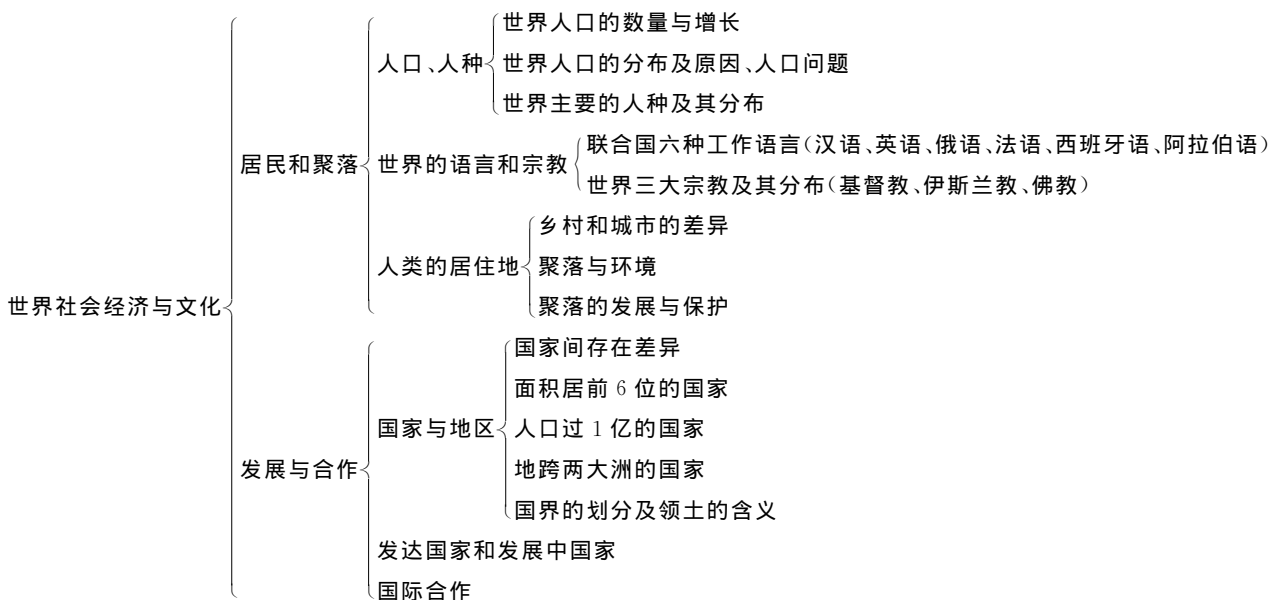 世界社会经济与文化
居民和聚落
人口、人种
世界人口的数量与增长
世界人口的分布及原因、人口问题
世界主要的人种及其分布
世界的语言和宗教
联合国六种工作语言(汉语、英语、俄语、法语、西班牙语、阿拉伯语)
世界三大宗教及其分布(基督教、伊斯兰教、佛教)
人类的居住地
乡村和城市的差异
聚落与环境
聚落的发展与保护
发展与合作
国家与地区
国家间存在差异
面积居前 6 位的国家
人口过 1 亿的国家
地跨两大洲的国家
国界的划分及领土的含义
发达国家和发展中国家
国际合作